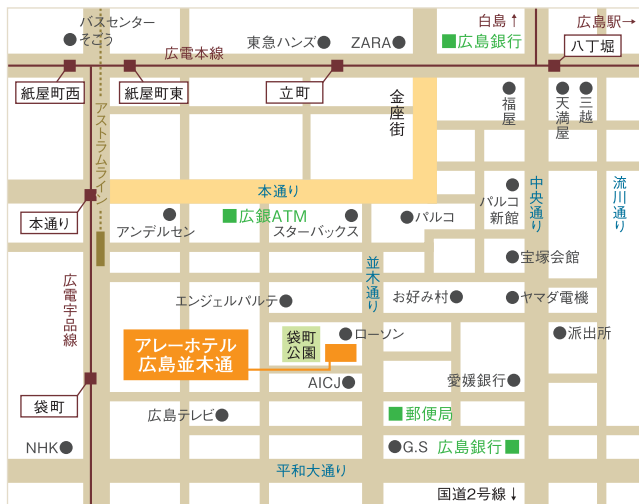 バスセンター
そごう
広電本線
東急ハンズ
ZARA
白島↑
広島駅→
広島銀行
八丁堀
紙屋町西
紙屋町東
立町
金座街
福屋
天満屋
三越
アストラムライン
本通り
本通り
アンデルセン
広銀ATM
スターバックス
パルコ
パルコ
新館
中央通り
流川通り
宝塚会館
広電宇品線
エンジェルパルテ
並木通り
お好み村
ヤマダ電機
アレーホテル
広島並木通
袋町
公園
ローソン
派出所
AICJ
愛媛銀行
袋町
広島テレビ
郵便局
NHK
G.S
広島銀行
平和大通り
国道2号線↓